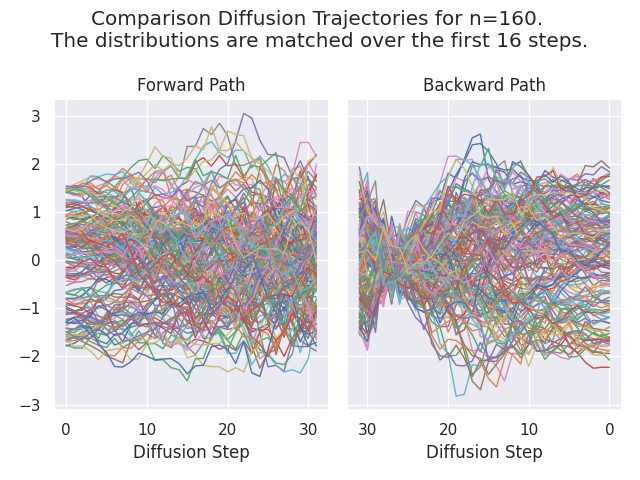 Comparison Diffusion Trajectories for n=160.
The distributions are matched over the first 16 steps.
Forward Path
Backward Path
3
2
1
0
−1
−2
−3
0 10 20 30
30 20 10 0
Diffusion Step
Diffusion Step